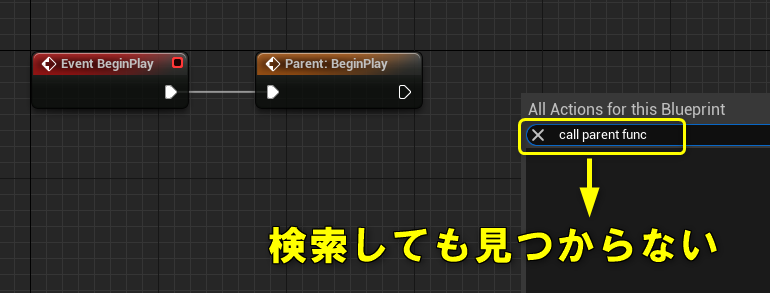 Event BeginPlay
Parent: BeginPlay
All Actions for this Blueprint
call parent func
検索しても見つからない